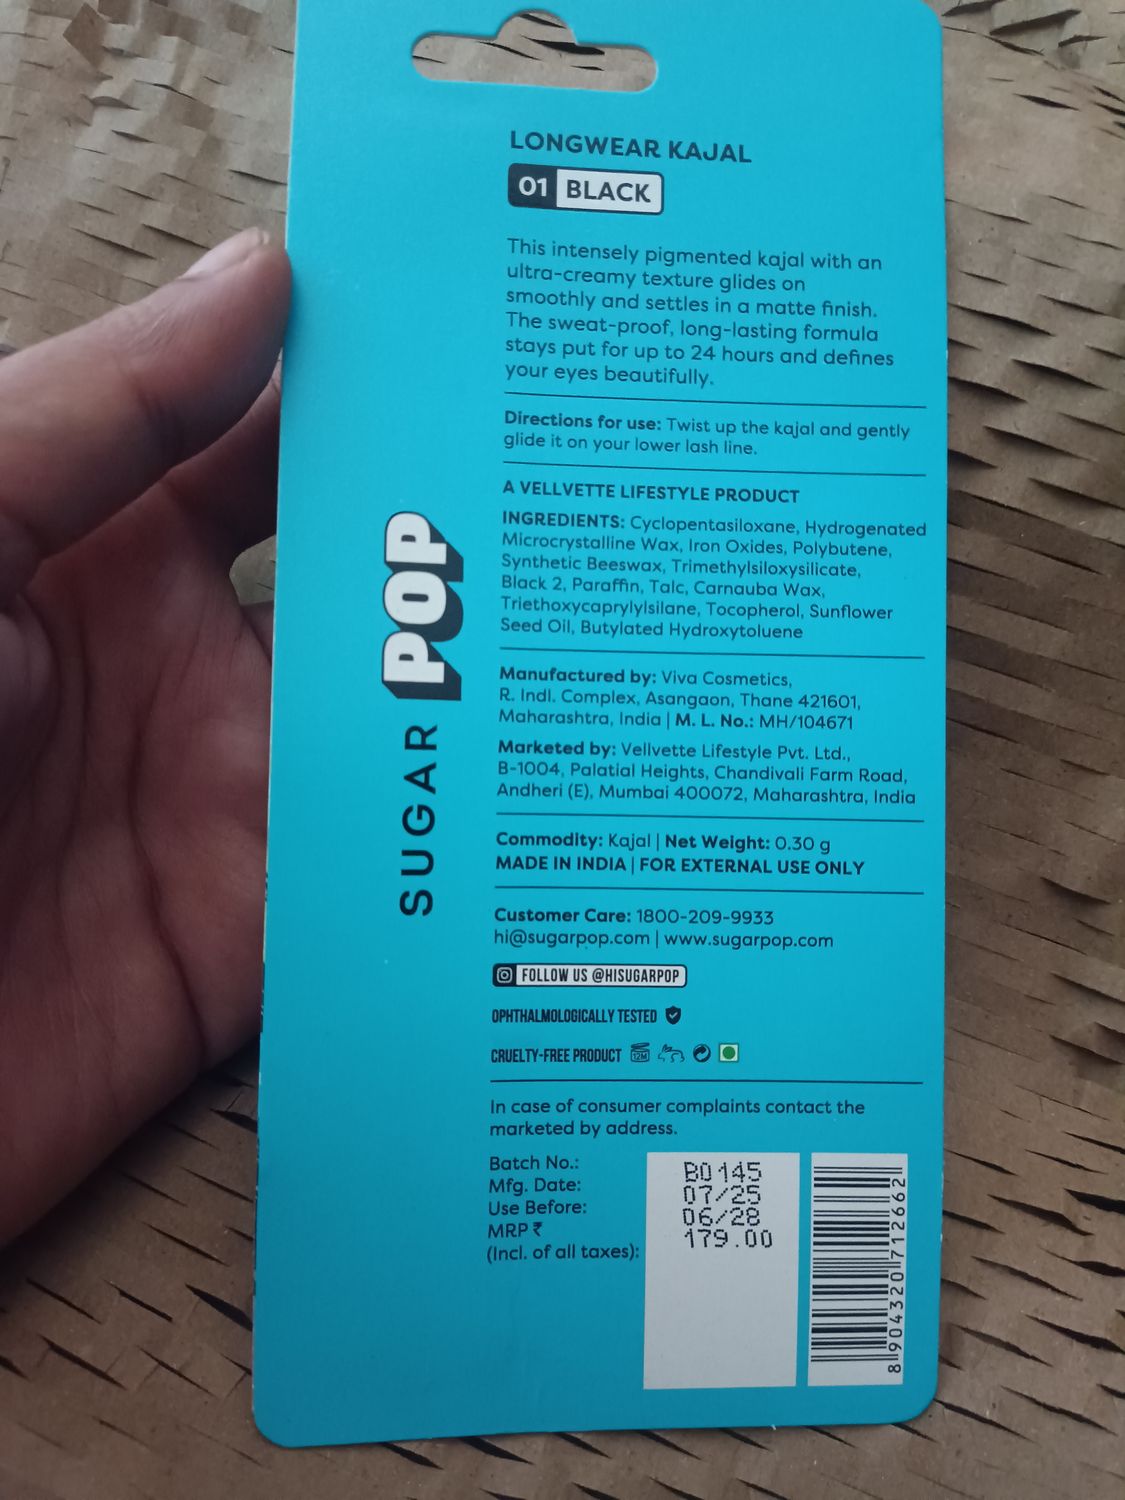 LONGWEAR KAJAL
01 BLACK
This intensely pigmented kajal with an
ultra-creamy texture glides on
smoothly and settles in a matte finish.
The sweat-proof, long-lasting formula
stays put for up to 24 hours and defines
your eyes beautifully.
Directions for use: Twist up the kajal and gently
glide it on your lower lash line.
A VELLVETTE LIFESTYLE PRODUCT
INGREDIENTS: Cyclopentasiloxane, Hydrogenated
Microcrystalline Wax, Iron Oxides, Polybutene,
Synthetic Beeswax, Trimethylsiloxysilicate,
Black 2, Paraffin, Talc, Carnauba Wax,
Triethoxycaprylylsilane, Tocopherol, Sunflower
Seed Oil, Butylated Hydroxytoluene
Manufactured by: Viva Cosmetics,
R. Indl. Complex, Asangaon, Thane 421601,
Maharashtra, India | M. L. No.: MH/104671
Marketed by: Vellvette Lifestyle Pvt. Ltd.,
B-1004, Palatial Heights, Chandivali Farm Road,
Andheri (E), Mumbai 400072, Maharashtra, India
Commodity: Kajal | Net Weight: 0.30 g
MADE IN INDIA | FOR EXTERNAL USE ONLY
Customer Care: 1800-209-9933
hi@sugarpop.com | www.sugarpop.com
FOLLOW US @HISUGARPOP
OPHTHALMOLOGICALLY TESTED
CRUELTY-FREE PRODUCT 12M
In case of consumer complaints contact the
marketed by address.
Batch No.: B0145
Mfg. Date: 07/25
Use Before: 06/28
MRP ₹ 179.00
(Incl. of all taxes):
8 904320 712662
SUGAR POP